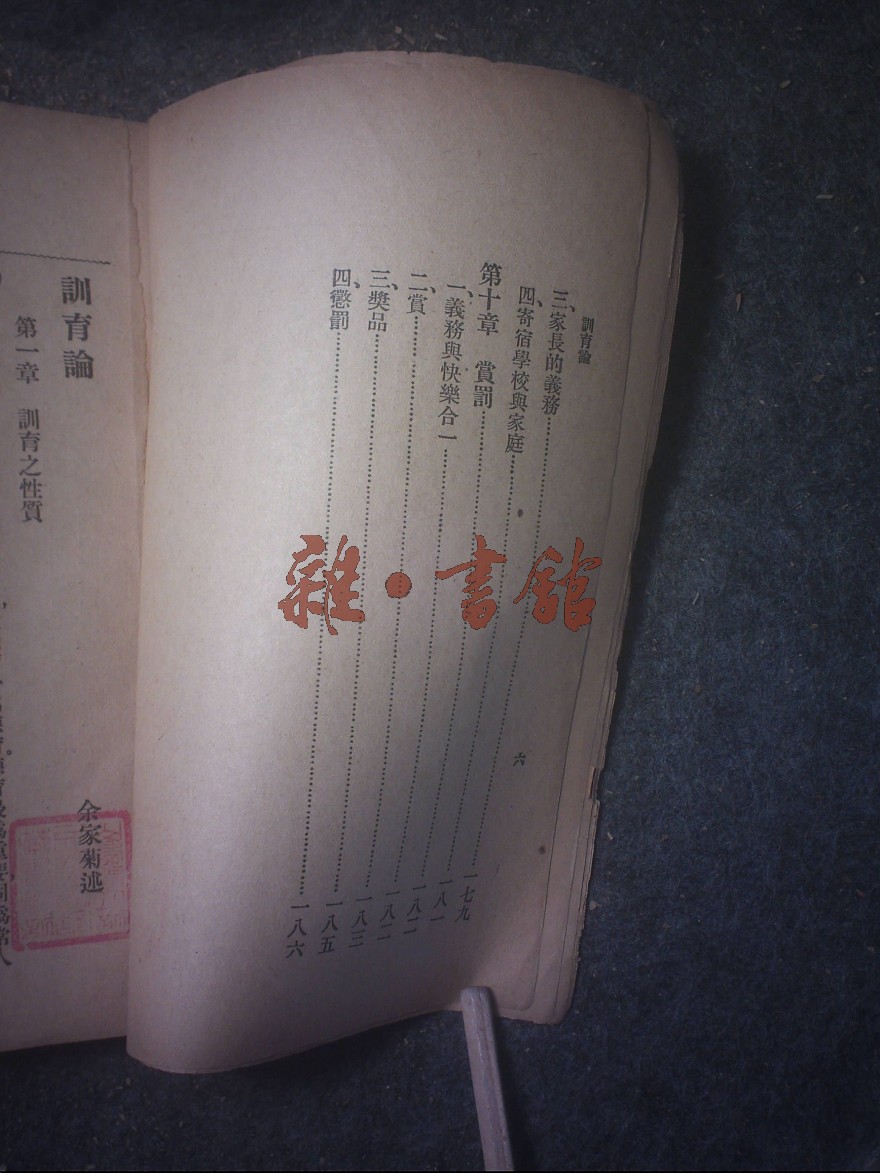 訓育論
三、家長的義務……一七九
四、寄宿學校與家庭……一八一
第十章　賞罰……一八二
一、義務與快樂合一……一八二
二、賞……一八三
三、獎品……一八五
四、懲罰……一八六
六
訓育論
余家菊述
第一章　訓育之性質
雜·書館